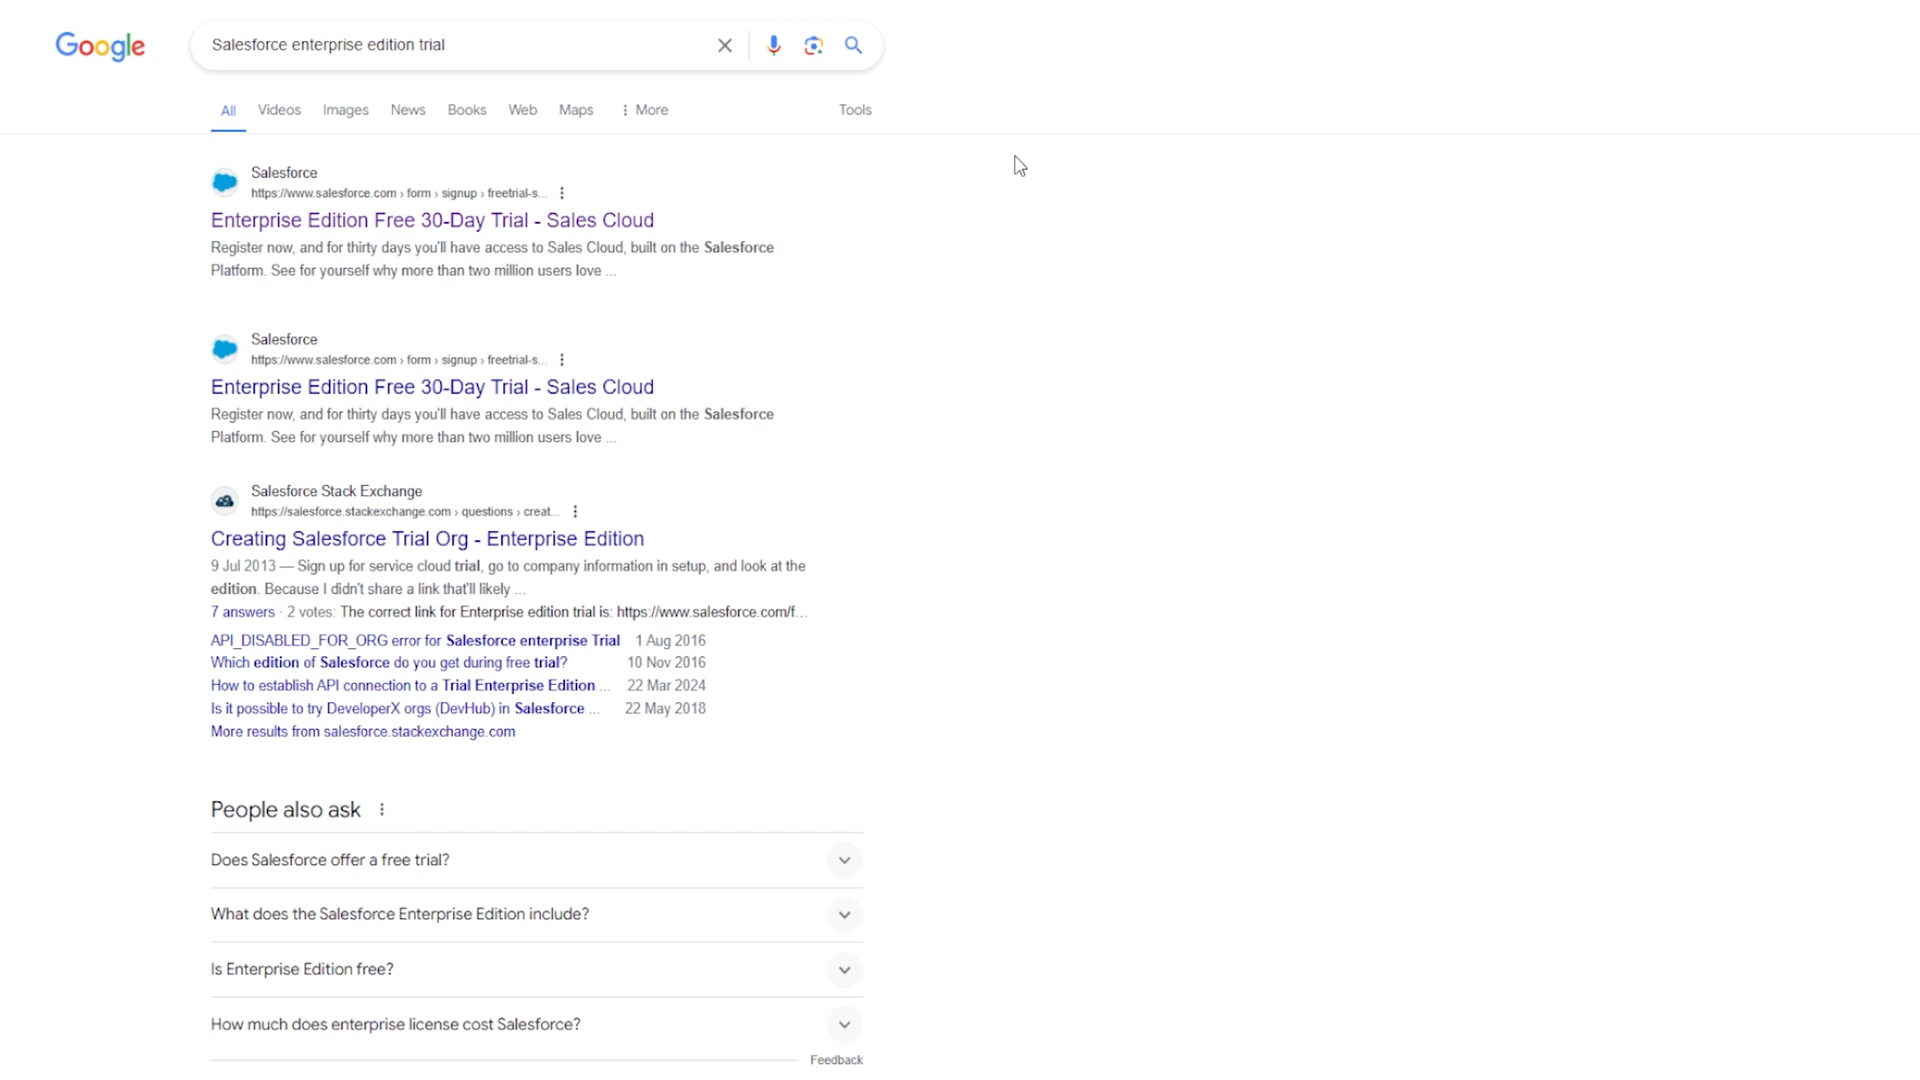 Google
Salesforce enterprise edition trial
All Videos Images News Books Web Maps More Tools
Salesforce
https://www.salesforce.com › form › signup › freetrial-s...
Enterprise Edition Free 30-Day Trial - Sales Cloud
Register now, and for thirty days you'll have access to Sales Cloud, built on the Salesforce
Platform. See for yourself why more than two million users love ...
Salesforce
https://www.salesforce.com › form › signup › freetrial-s...
Enterprise Edition Free 30-Day Trial - Sales Cloud
Register now, and for thirty days you'll have access to Sales Cloud, built on the Salesforce
Platform. See for yourself why more than two million users love ...
Salesforce Stack Exchange
https://salesforce.stackexchange.com › questions › creat...
Creating Salesforce Trial Org - Enterprise Edition
9 Jul 2013 — Sign up for service cloud trial, go to company information in setup, and look at the
edition. Because I didn't share a link that'll likely ...
7 answers · 2 votes: The correct link for Enterprise edition trial is: https://www.salesforce.com/f...
API_DISABLED_FOR_ORG error for Salesforce enterprise Trial 1 Aug 2016
Which edition of Salesforce do you get during free trial? 10 Nov 2016
How to establish API connection to a Trial Enterprise Edition ... 22 Mar 2024
Is it possible to try DeveloperX orgs (DevHub) in Salesforce ... 22 May 2018
More results from salesforce.stackexchange.com
People also ask
Does Salesforce offer a free trial?
What does the Salesforce Enterprise Edition include?
Is Enterprise Edition free?
How much does enterprise license cost Salesforce?
Feedback